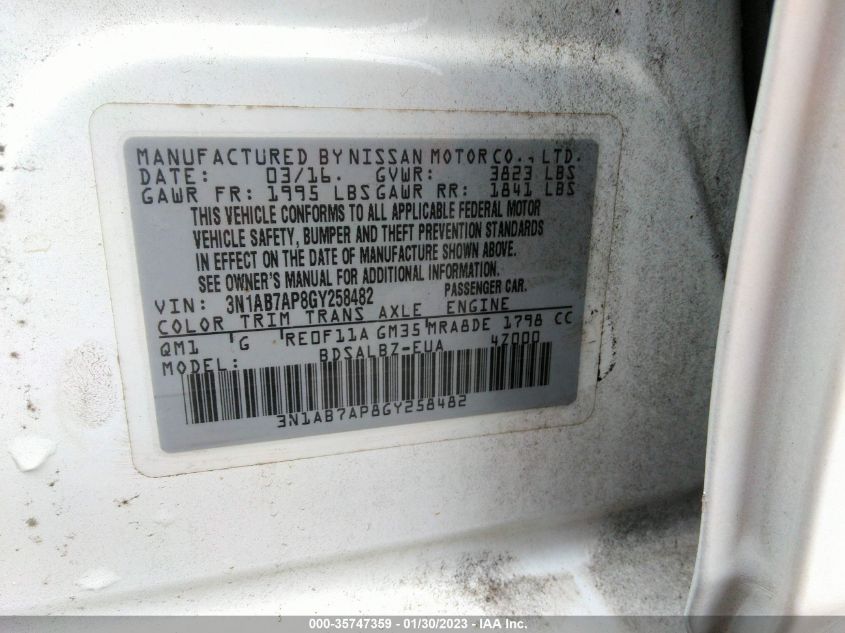 MANUFACTURED BY NISSAN MOTOR CO., LTD.
DATE: 03/16. GVWR: 3823 LBS
GAWR FR: 1995 LBS GAWR RR: 1841 LBS
THIS VEHICLE CONFORMS TO ALL APPLICABLE FEDERAL MOTOR
VEHICLE SAFETY, BUMPER AND THEFT PREVENTION STANDARDS
IN EFFECT ON THE DATE OF MANUFACTURE SHOWN ABOVE.
SEE OWNER'S MANUAL FOR ADDITIONAL INFORMATION.
VIN: 3N1AB7AP8GY258482 PASSENGER CAR.
COLOR TRIM TRANS AXLE ENGINE
QM1 G RE0F11A GM35 MRA8DE 1798 CC
MODEL: BDSALBZ-EUA 47000
3N1AB7AP8GY258482
000-35747359 - 01/30/2023 - IAA Inc.